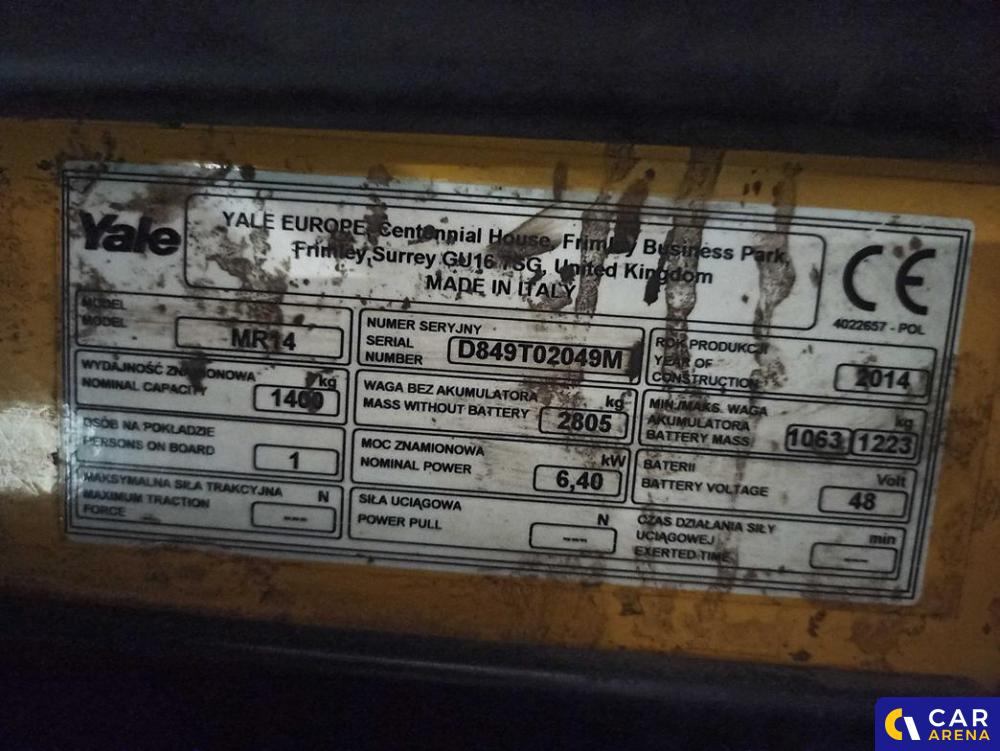 Yale
YALE EUROPE, Centennial House, Frimley Business Park,
Frimley, Surrey GU16 7SG, United Kingdom
MADE IN ITALY
CE
4022657 - POL
MODEL
MODEL
MR14
NUMER SERYJNY
SERIAL
NUMBER
D849T02049M
ROK PRODUKCJI
YEAR OF
CONSTRUCTION
2014
WYDAJNOŚĆ ZNAMIONOWA
NOMINAL CAPACITY
kg
1400
WAGA BEZ AKUMULATORA
MASS WITHOUT BATTERY
kg
2805
MIN./MAKS. WAGA
AKUMULATORA
BATTERY MASS
kg
1063 1223
OSÓB NA POKŁADZIE
PERSONS ON BOARD
1
MOC ZNAMIONOWA
NOMINAL POWER
kW
6,40
BATERII
BATTERY VOLTAGE
Volt
48
MAKSYMALNA SIŁA TRAKCYJNA
MAXIMUM TRACTION
FORCE
N
---
SIŁA UCIĄGOWA
POWER PULL
N
---
CZAS DZIAŁANIA SIŁY
UCIĄGOWEJ
EXERTED TIME
min
---
CAR
ARENA